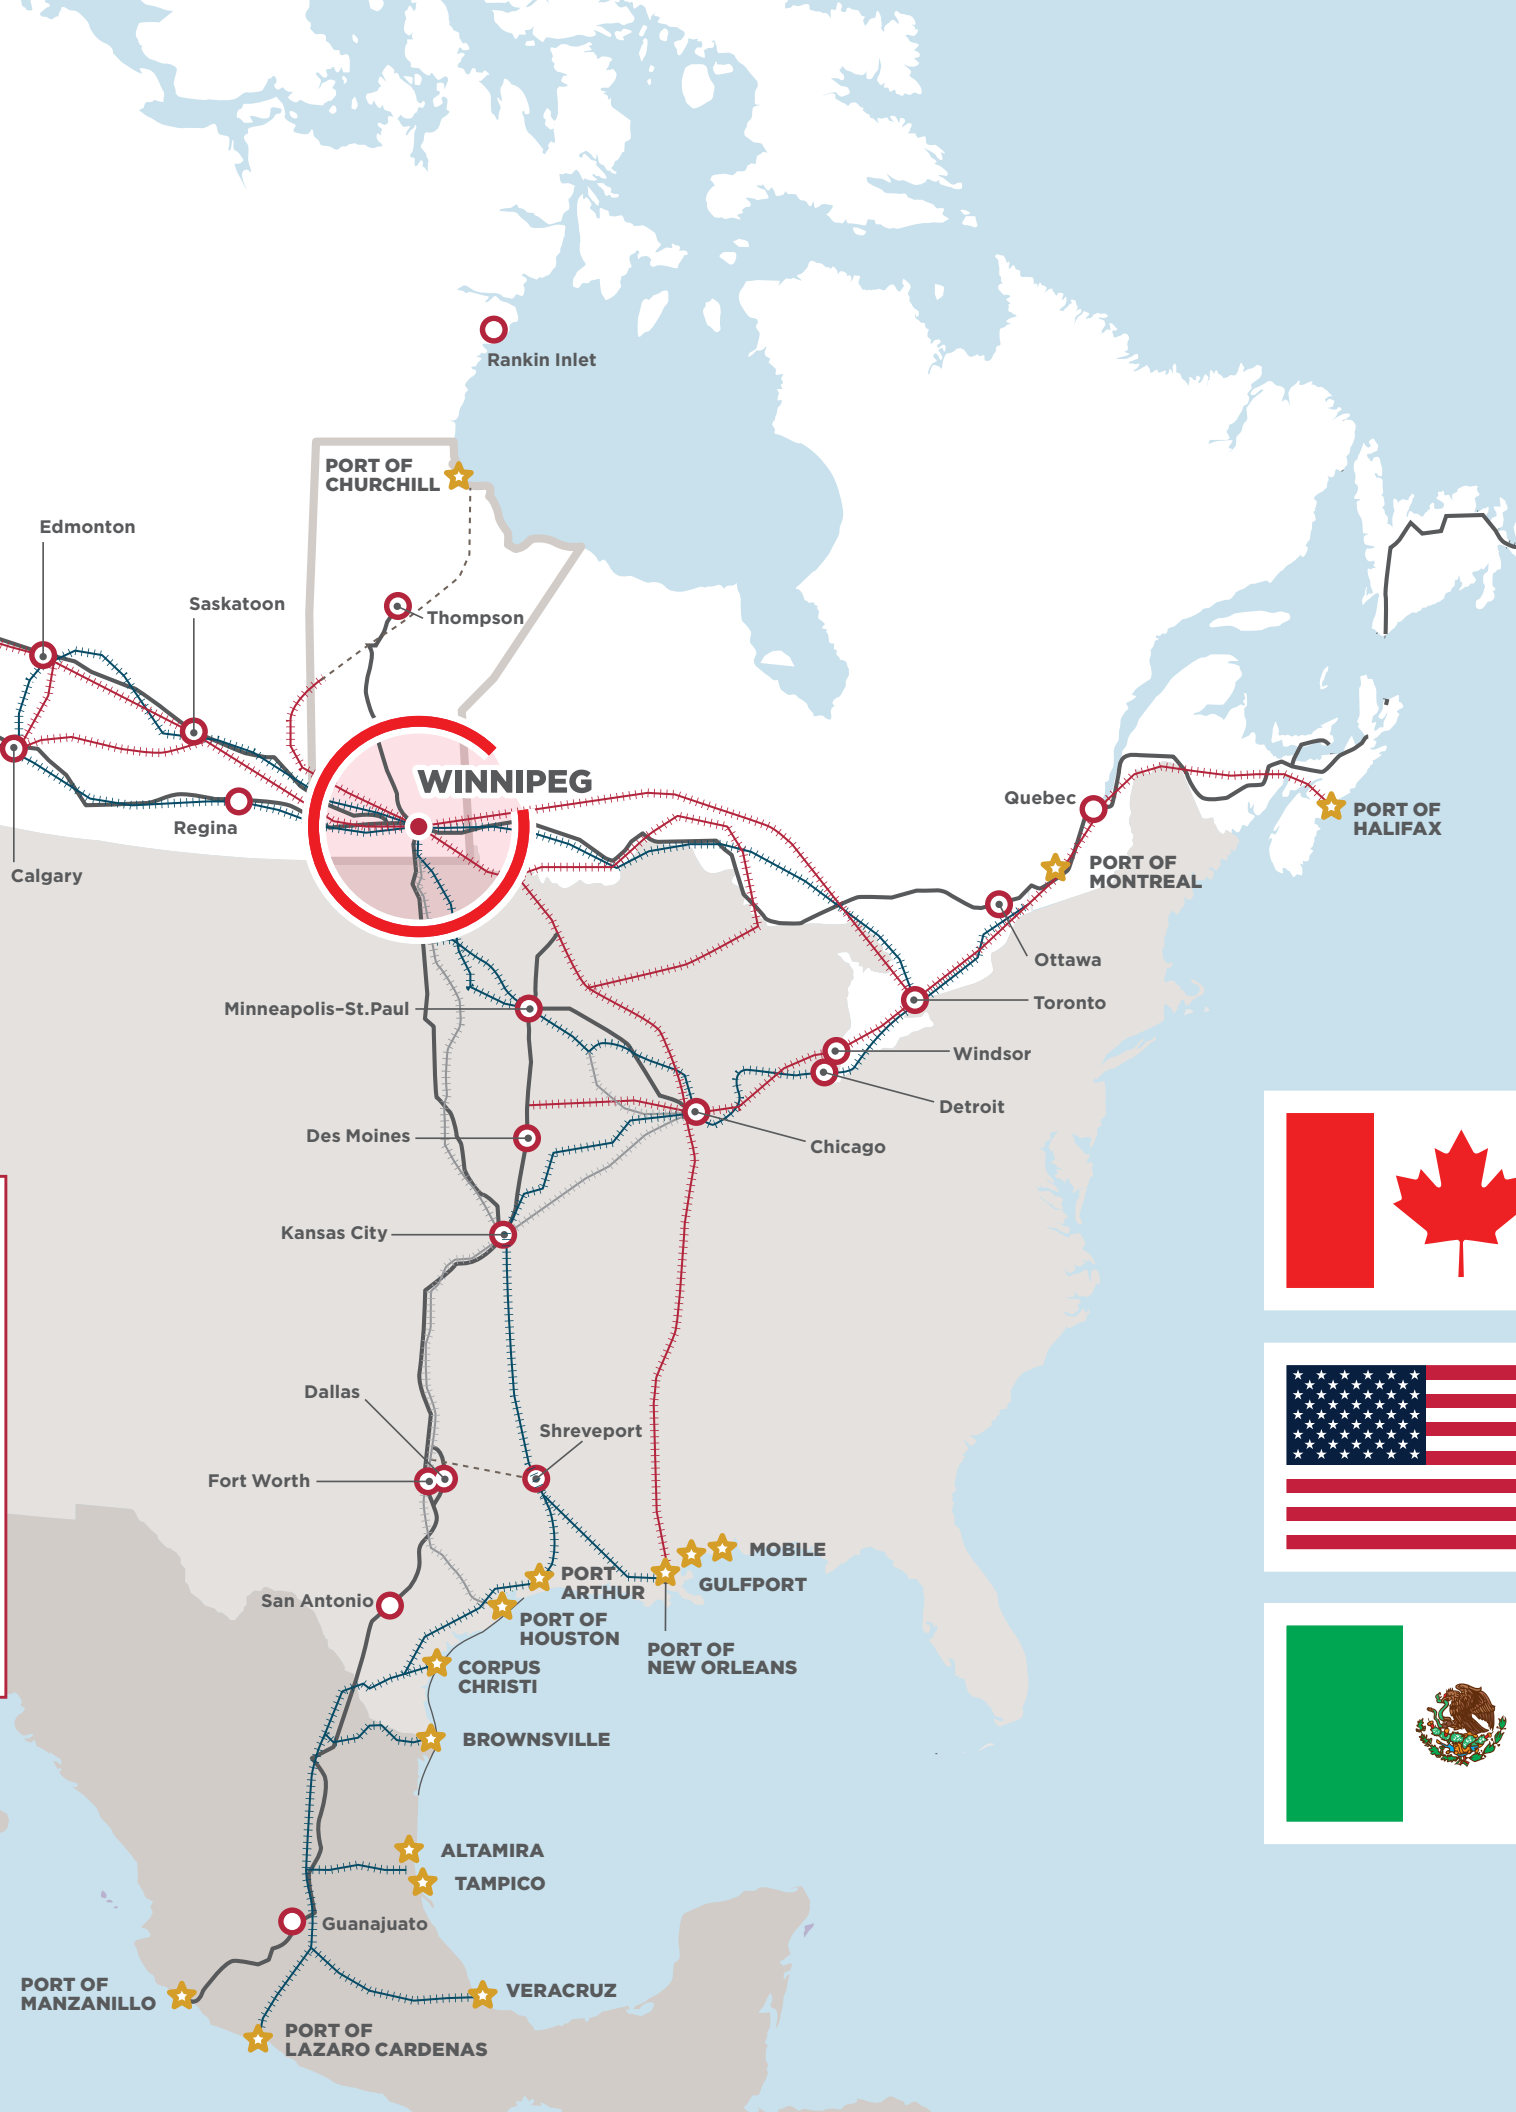 Rankin Inlet
PORT OF
CHURCHILL
Edmonton
Saskatoon
Thompson
WINNIPEG
Quebec
PORT OF
HALIFAX
Regina
Calgary
PORT OF
MONTREAL
Ottawa
Minneapolis–St.Paul
Toronto
Windsor
Detroit
Des Moines
Chicago
Kansas City
Dallas
Shreveport
Fort Worth
MOBILE
PORT
ARTHUR
GULFPORT
San Antonio
PORT OF
HOUSTON
PORT OF
NEW ORLEANS
CORPUS
CHRISTI
BROWNSVILLE
ALTAMIRA
TAMPICO
Guanajuato
PORT OF
MANZANILLO
VERACRUZ
PORT OF
LAZARO CARDENAS